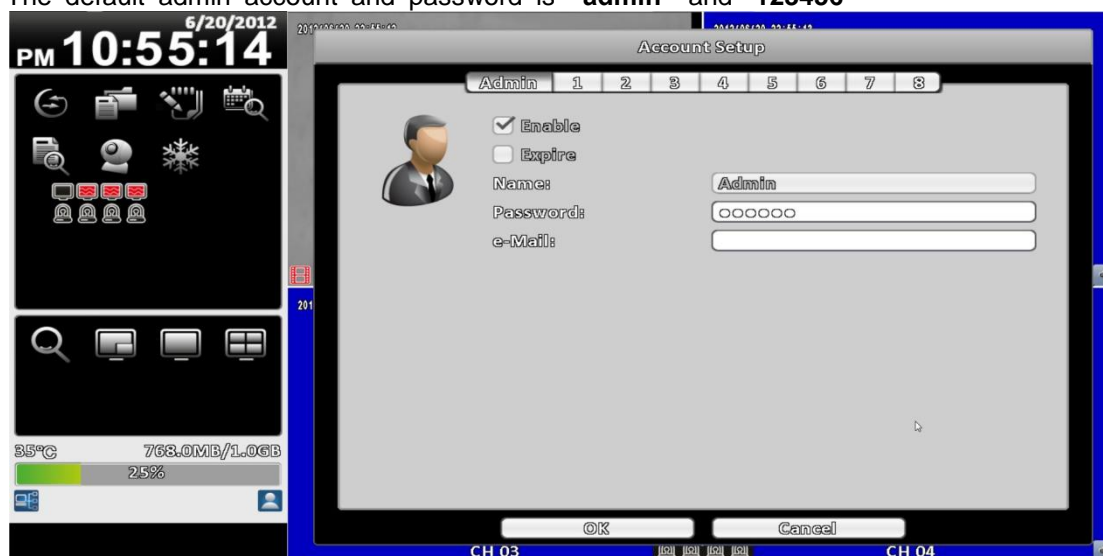 The default admin account and password is "admin" and "123456"
6/20/2012
PM 10:55:14
Account Setup
Admin 1 2 3 4 5 6 7 8
Enable
Expire
Name: Admin
Password: oooooo
e-Mail:
35°C 768.0MB/1.0GB
25%
201
OK Cancel
CH 03 CH 04